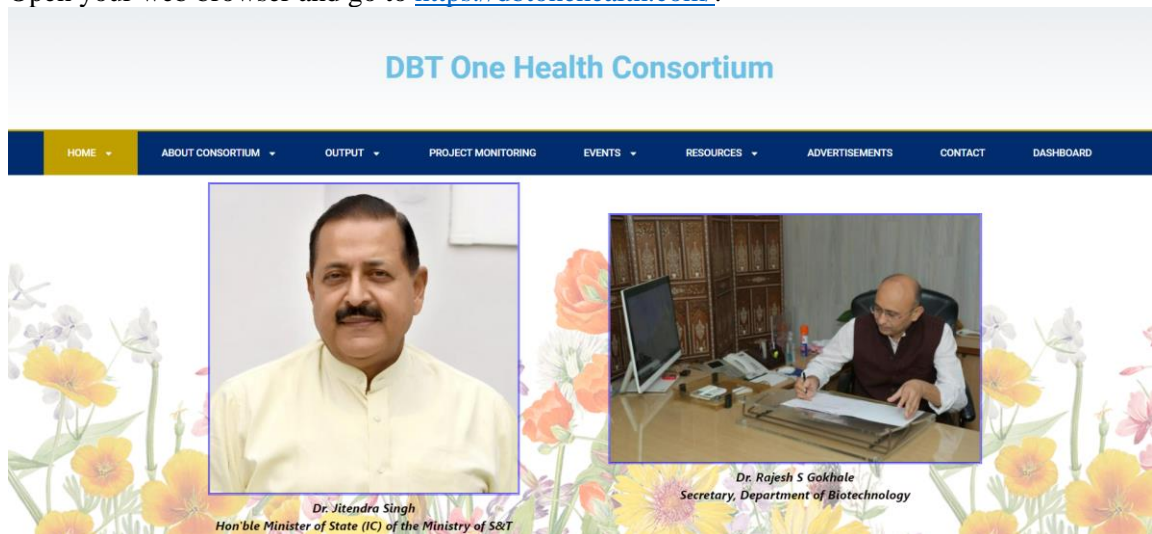 Open your web browser and go to https://dbtonehealth.com/ .
DBT One Health Consortium
HOME ABOUT CONSORTIUM OUTPUT PROJECT MONITORING EVENTS RESOURCES ADVERTISEMENTS CONTACT DASHBOARD
Dr. Rajesh S Gokhale
Secretary, Department of Biotechnology
Dr. Jitendra Singh
Hon'ble Minister of State (IC) of the Ministry of S&T